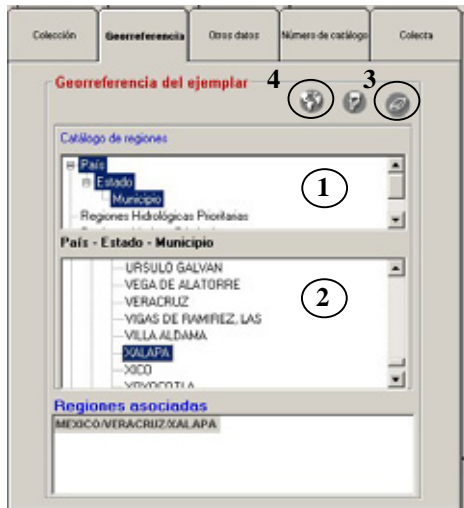 Colección Georreferencia Otros datos Número de catálogo Colecta
Georreferencia del ejemplar 4 3
Catálogo de regiones
País
Estado
Municipio
1
Regiones Hidrológicas Prioritarias
País - Estado - Municipio
URSULO GALVAN
VEGA DE ALATORRE
VERACRUZ
2
VIGAS DE RAMIREZ, LAS
VILLA ALDAMA
XALAPA
XICO
Regiones asociadas
MEXICO/VERACRUZ/XALAPA